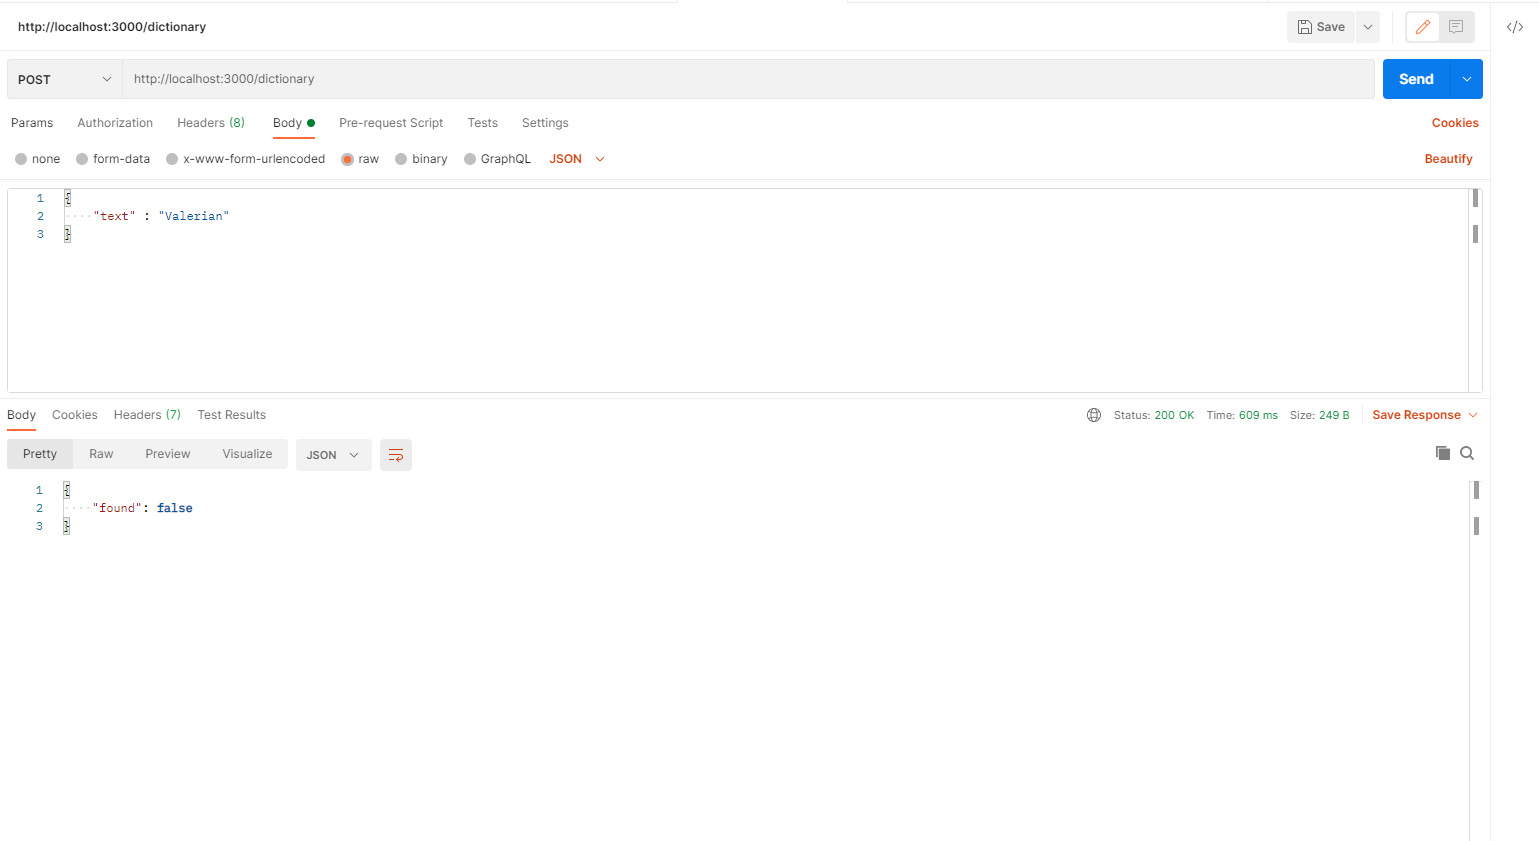 http://localhost:3000/dictionary
Save
POST
http://localhost:3000/dictionary
Send
Params Authorization Headers (8) Body Pre-request Script Tests Settings Cookies
none form-data x-www-form-urlencoded raw binary GraphQL JSON Beautify
1 {
2 "text" : "Valerian"
3 }
Body Cookies Headers (7) Test Results Status: 200 OK Time: 609 ms Size: 249 B Save Response
Pretty Raw Preview Visualize JSON
1 {
2 "found": false
3 }